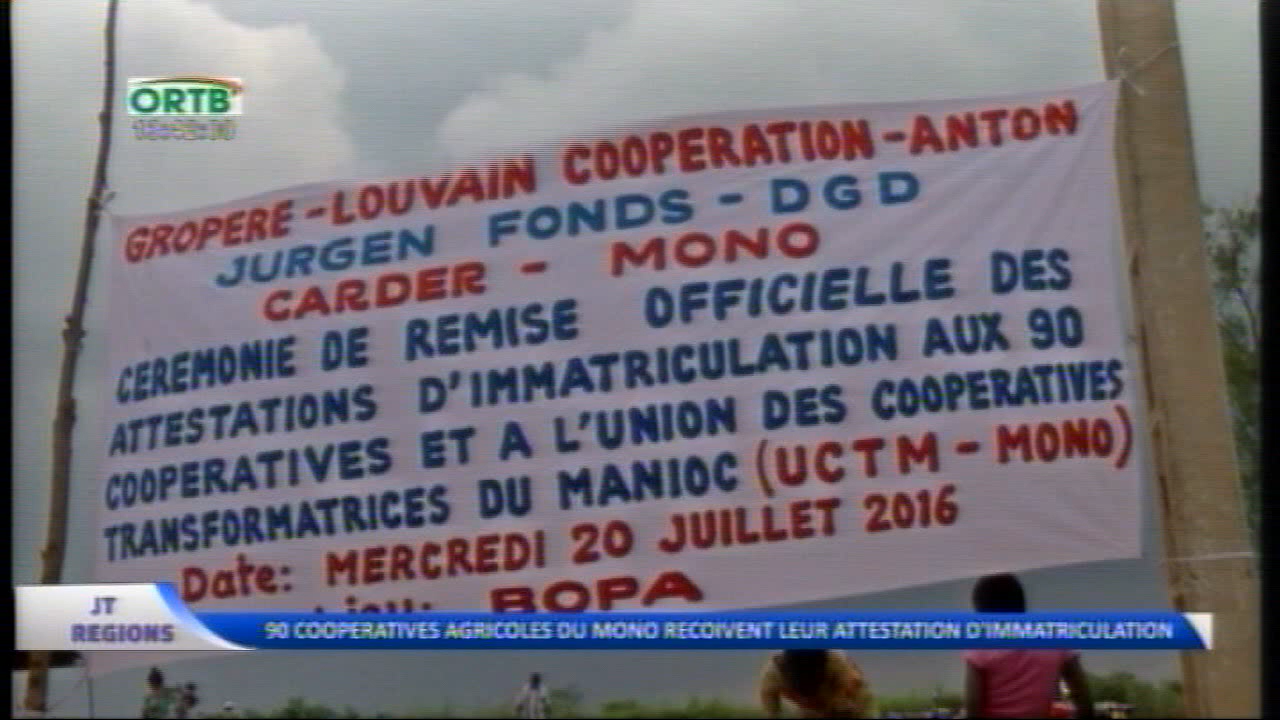 ORTB
GROPERE - LOUVAIN COOPERATION - ANTON
JURGEN FONDS - DGD
CARDER - MONO
CEREMONIE DE REMISE OFFICIELLE DES
ATTESTATIONS D'IMMATRICULATION AUX 90
COOPERATIVES ET A L'UNION DES COOPERATIVES
TRANSFORMATRICES DU MANIOC (UCTM - MONO)
Date: MERCREDI 20 JUILLET 2016
BOPA
JT
REGIONS
90 COOPERATIVES AGRICOLES DU MONO RECOIVENT LEUR ATTESTATION D'IMMATRICULATION